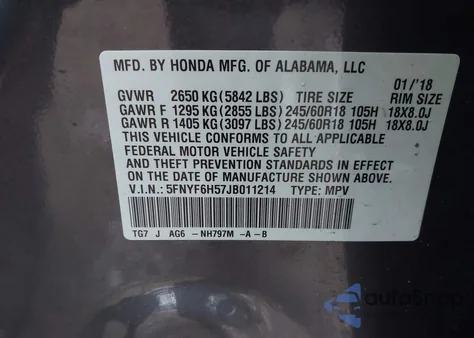 MFD. BY HONDA MFG. OF ALABAMA, LLC
01/'18
GVWR 2650 KG (5842 LBS) TIRE SIZE RIM SIZE
GAWR F 1295 KG (2855 LBS) 245/60R18 105H 18X8.0J
GAWR R 1405 KG (3097 LBS) 245/60R18 105H 18X8.0J
THIS VEHICLE CONFORMS TO ALL APPLICABLE
FEDERAL MOTOR VEHICLE SAFETY
AND THEFT PREVENTION STANDARDS IN EFFECT
ON THE DATE OF MANUFACTURE SHOWN ABOVE.
V.I.N.: 5FNYF6H57JB011214 TYPE: MPV
TG7 J AG6 -NH797M -A -B
autoSnap